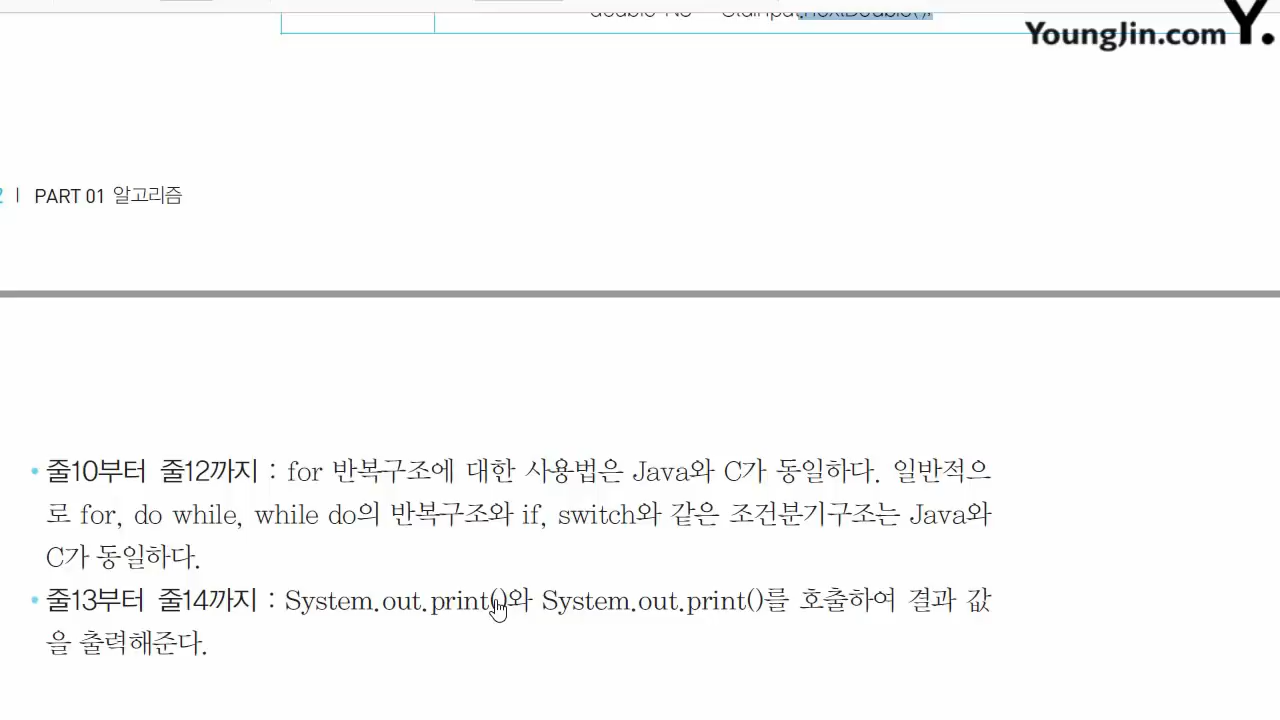 double
YoungJin.com Y.
2 | PART 01 알고리즘
• 줄10부터 줄12까지 : for 반복구조에 대한 사용법은 Java와 C가 동일하다. 일반적으
로 for, do while, while do의 반복구조와 if, switch와 같은 조건분기구조는 Java와
C가 동일하다.
• 줄13부터 줄14까지 : System.out.print()와 System.out.print()를 호출하여 결과 값
을 출력해준다.